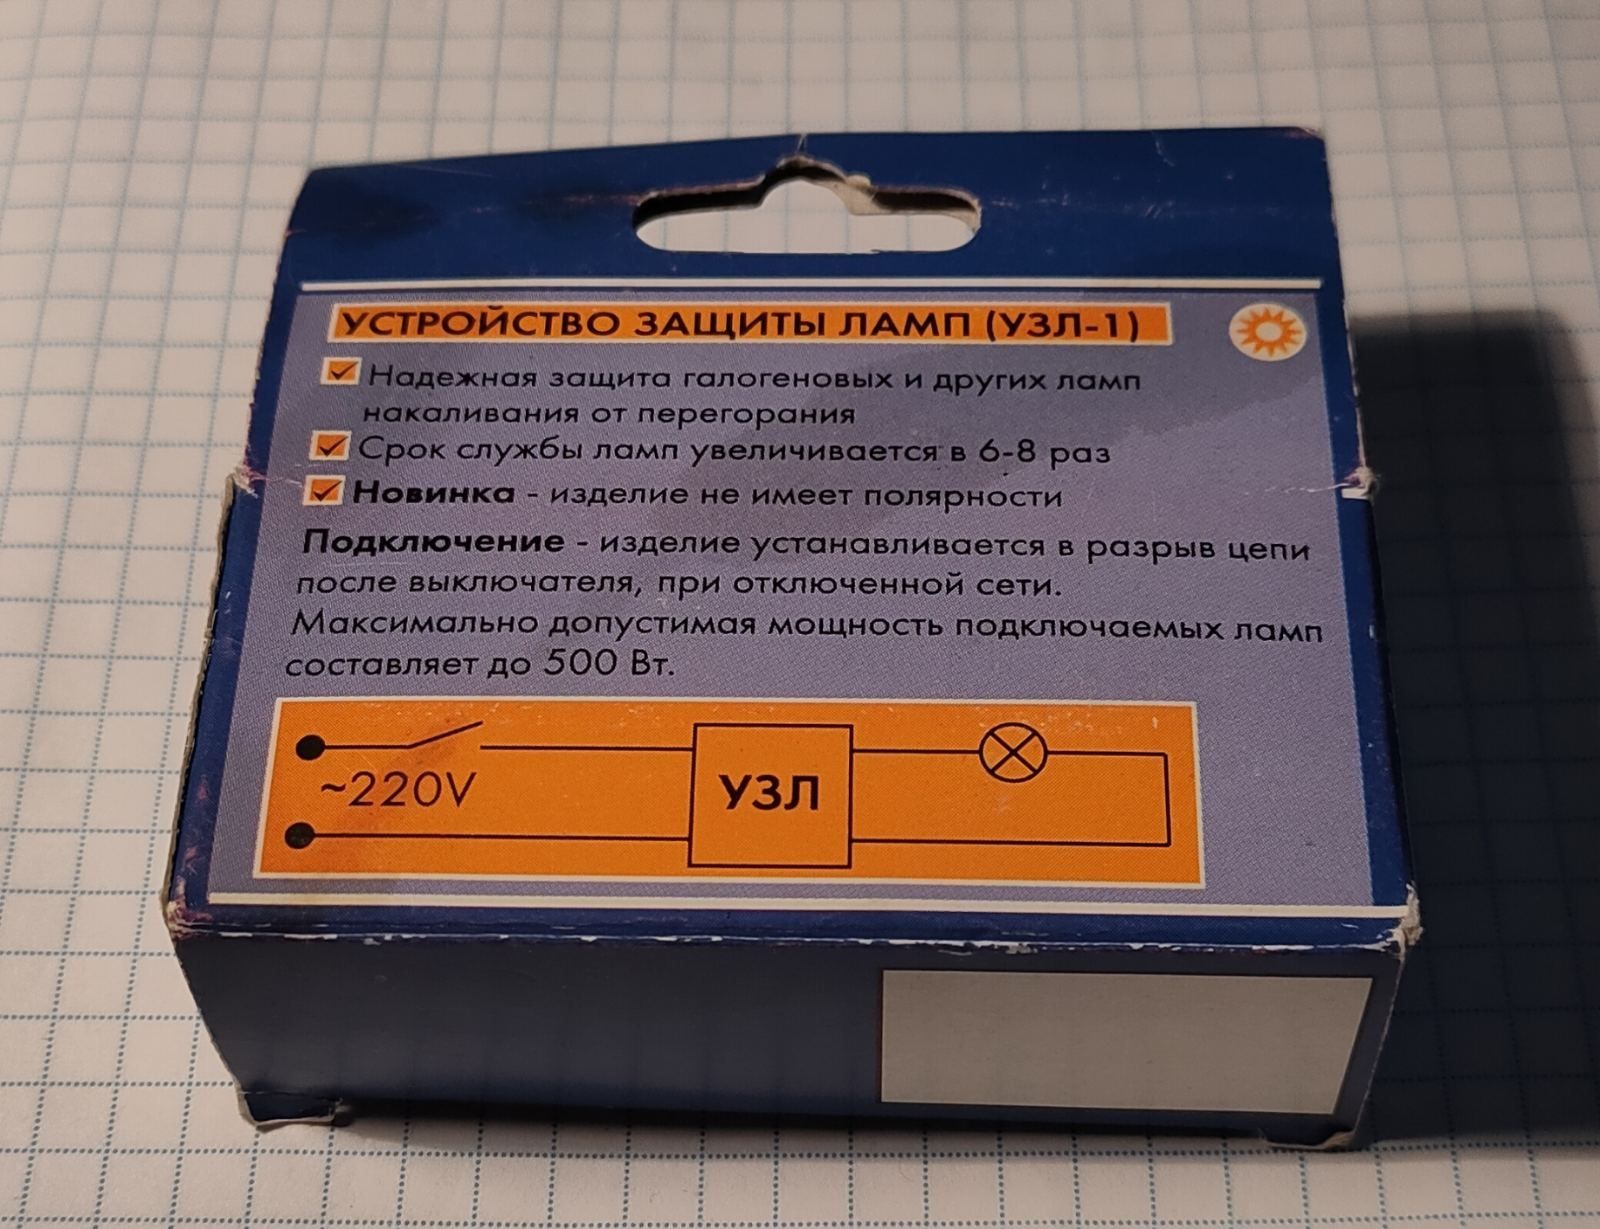 УСТРОЙСТВО ЗАЩИТЫ ЛАМП (УЗЛ-1)
Надежная защита галогеновых и других ламп
накаливания от перегорания
Срок службы ламп увеличивается в 6-8 раз
Новинка - изделие не имеет полярности
Подключение - изделие устанавливается в разрыв цепи
после выключателя, при отключенной сети.
Максимально допустимая мощность подключаемых ламп
составляет до 500 Вт.
~220V
УЗЛ